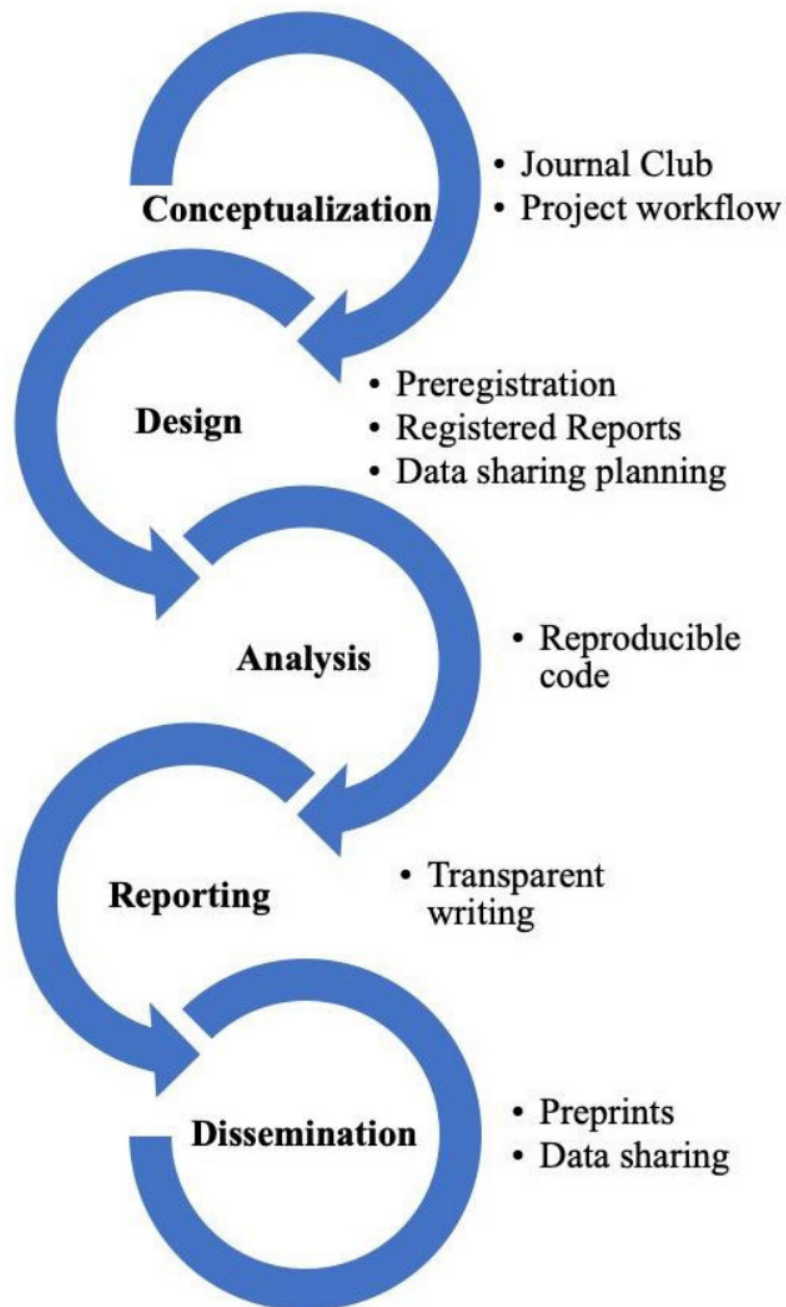 • Journal Club
Conceptualization • Project workflow
• Preregistration
Design • Registered Reports
• Data sharing planning
Analysis • Reproducible
code
Reporting • Transparent
writing
• Preprints
Dissemination • Data sharing